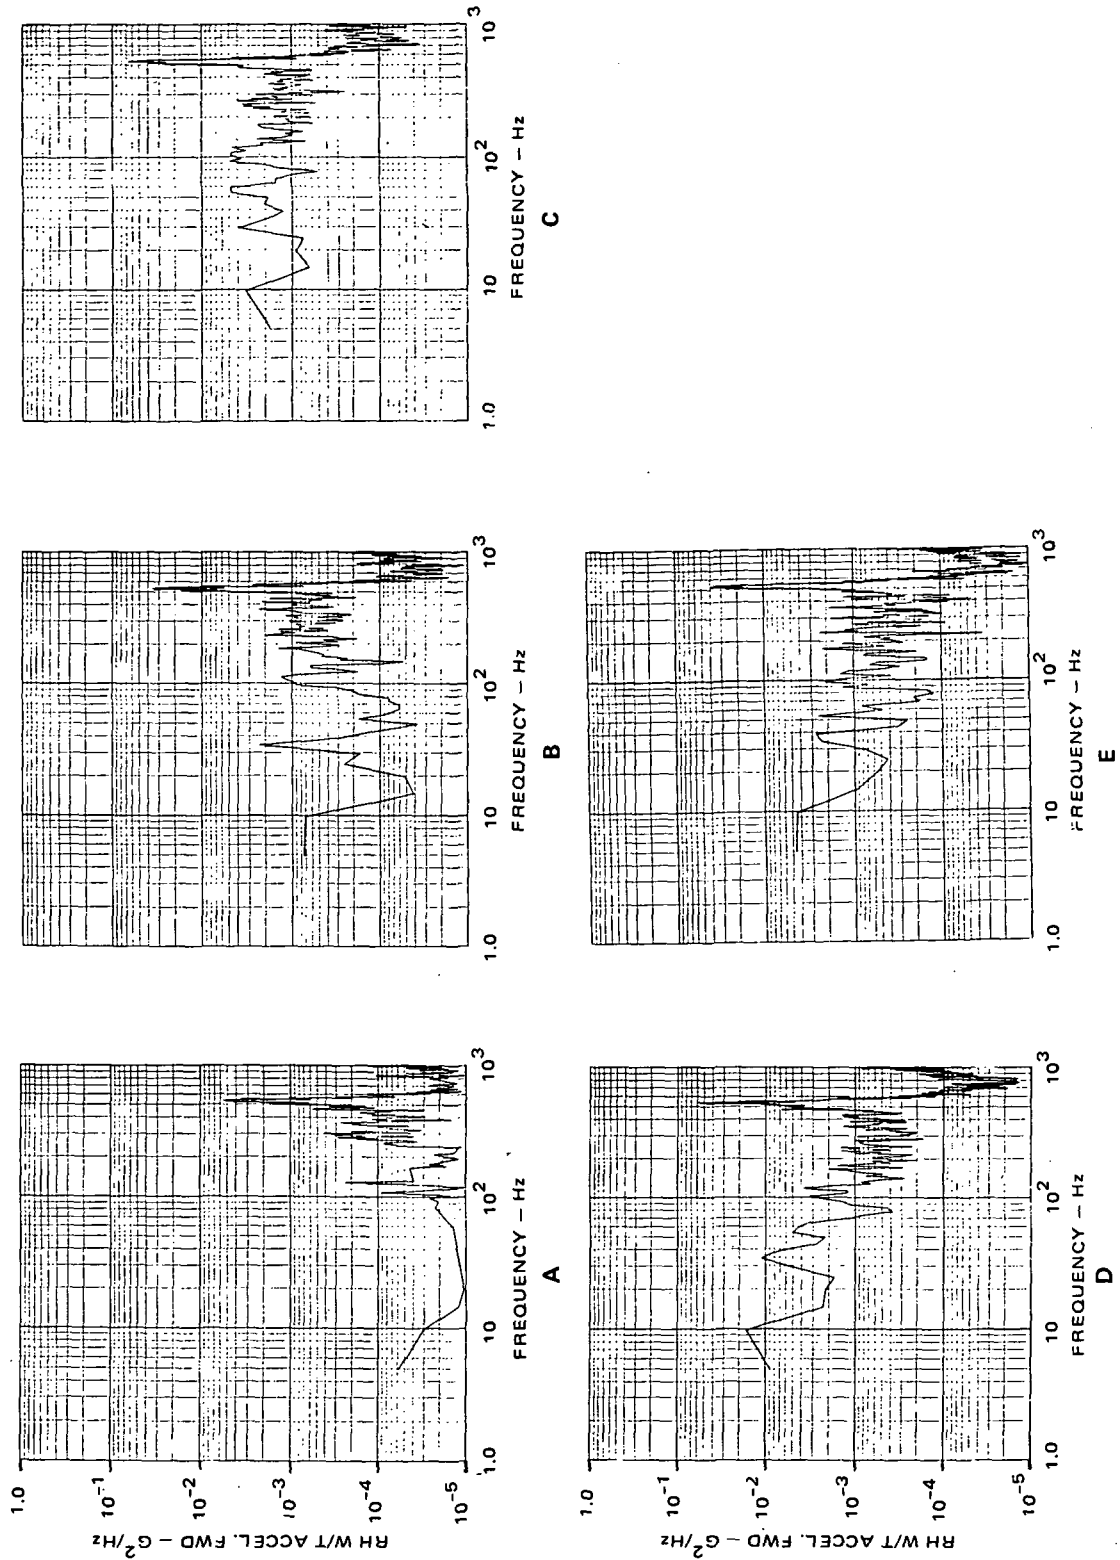 RH W/T ACCEL. FWD – G²/Hz
1.0
10⁻¹
10⁻²
10⁻³
10⁻⁴
10⁻⁵
1.0 10 10² 10³
FREQUENCY – Hz
A
1.0 10 10² 10³
FREQUENCY – Hz
B
1.0 10 10² 10³
FREQUENCY – Hz
C
RH W/T ACCEL. FWD – G²/Hz
1.0
10⁻¹
10⁻²
10⁻³
10⁻⁴
10⁻⁵
1.0 10 10² 10³
FREQUENCY – Hz
D
1.0 10 10² 10³
FREQUENCY – Hz
E